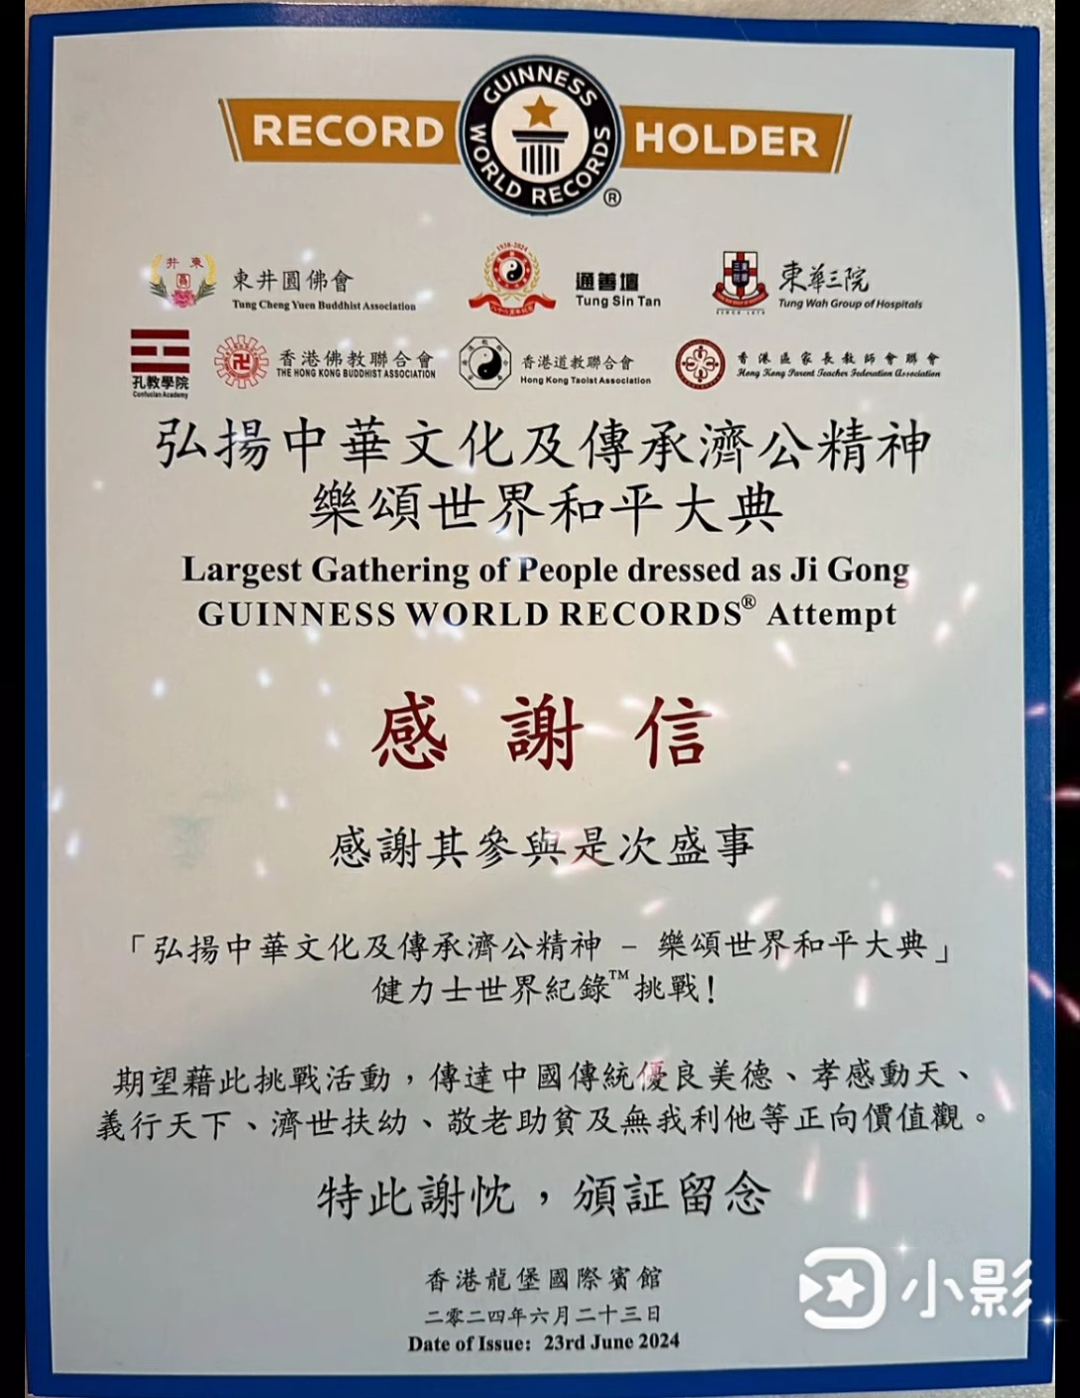 RECORD HOLDER
GUINNESS WORLD RECORDS ®
井 東
東井圓佛會
Tung Cheng Yuen Buddhist Association
1938-2024
通善壇
Tung Sin Tan
東華三院
Tung Wah Group of Hospitals
SINCE 1870
孔教學院
Confucian Academy
香港佛教聯合會
THE HONG KONG BUDDHIST ASSOCIATION
香港道教聯合會
Hong Kong Taoist Association
香港區家長教師會聯會
Hong Kong Parent Teacher Federation Association
弘揚中華文化及傳承濟公精神
樂頌世界和平大典
Largest Gathering of People dressed as Ji Gong
GUINNESS WORLD RECORDS® Attempt
感謝信
感謝其參與是次盛事
「弘揚中華文化及傳承濟公精神 – 樂頌世界和平大典」
健力士世界紀錄™挑戰！
期望藉此挑戰活動，傳達中國傳統優良美德、孝感動天、
義行天下、濟世扶幼、敬老助貧及無我利他等正向價值觀。
特此謝忱，頒証留念
香港龍堡國際賓館
二零二四年六月二十三日
Date of Issue: 23rd June 2024
小影